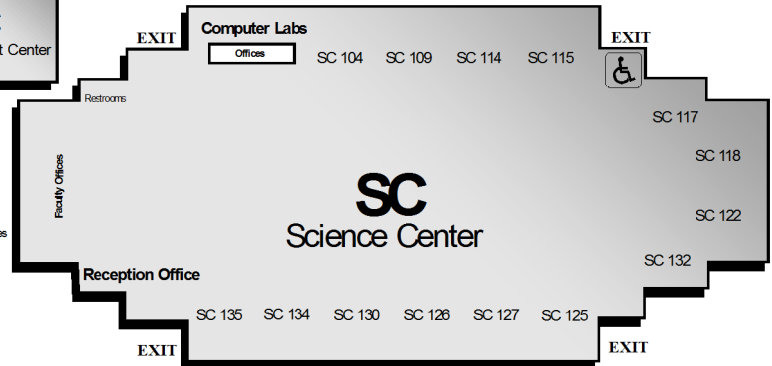 t Center
EXIT
Computer Labs
EXIT
Offices
SC 104
SC 109
SC 114
SC 115
Restrooms
SC 117
SC 118
Faculty Offices
SC
Science Center
SC 122
SC 132
Reception Office
SC 135
SC 134
SC 130
SC 126
SC 127
SC 125
EXIT
EXIT